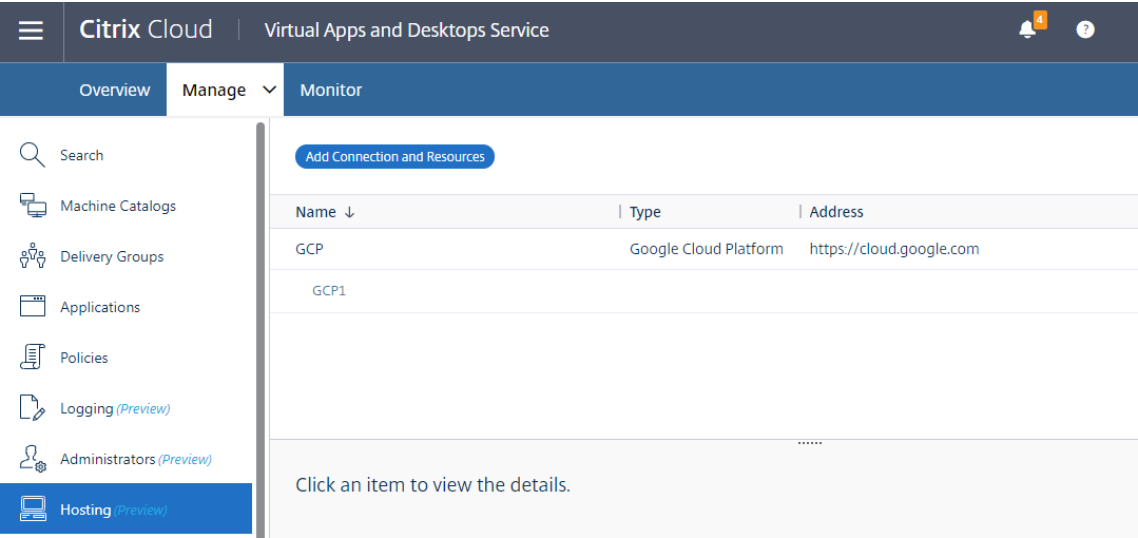 Citrix Cloud | Virtual Apps and Desktops Service 4 ?
Overview Manage Monitor
Search
Machine Catalogs
Delivery Groups
Applications
Policies
Logging (Preview)
Administrators (Preview)
Hosting (Preview)
Add Connection and Resources
Name ↓ | Type | Address
GCP Google Cloud Platform https://cloud.google.com
GCP1
Click an item to view the details.